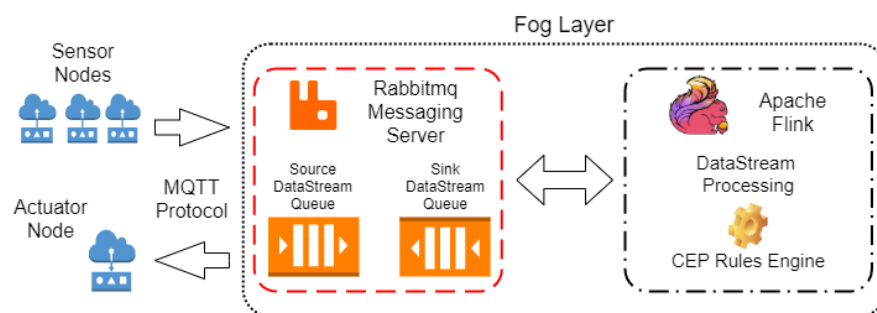 Fog Layer
Sensor
Nodes
MQTT
Protocol
Actuator
Node
Rabbitmq
Messaging
Server
Source
DataStream
Queue
Sink
DataStream
Queue
Apache
Flink
DataStream
Processing
CEP Rules Engine